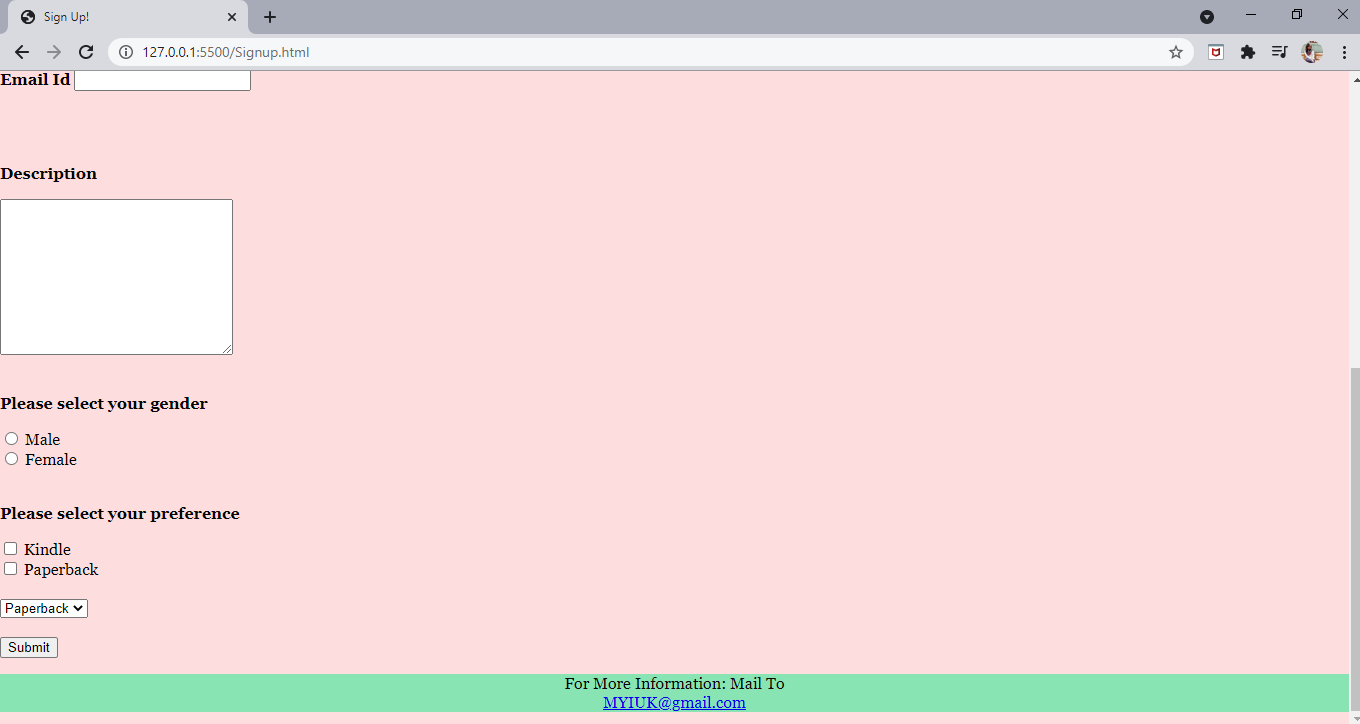 Sign Up!
127.0.0.1:5500/Signup.html
Email Id
Description
Please select your gender
Male
Female
Please select your preference
Kindle
Paperback
Paperback
Submit
For More Information: Mail To
MYIUK@gmail.com